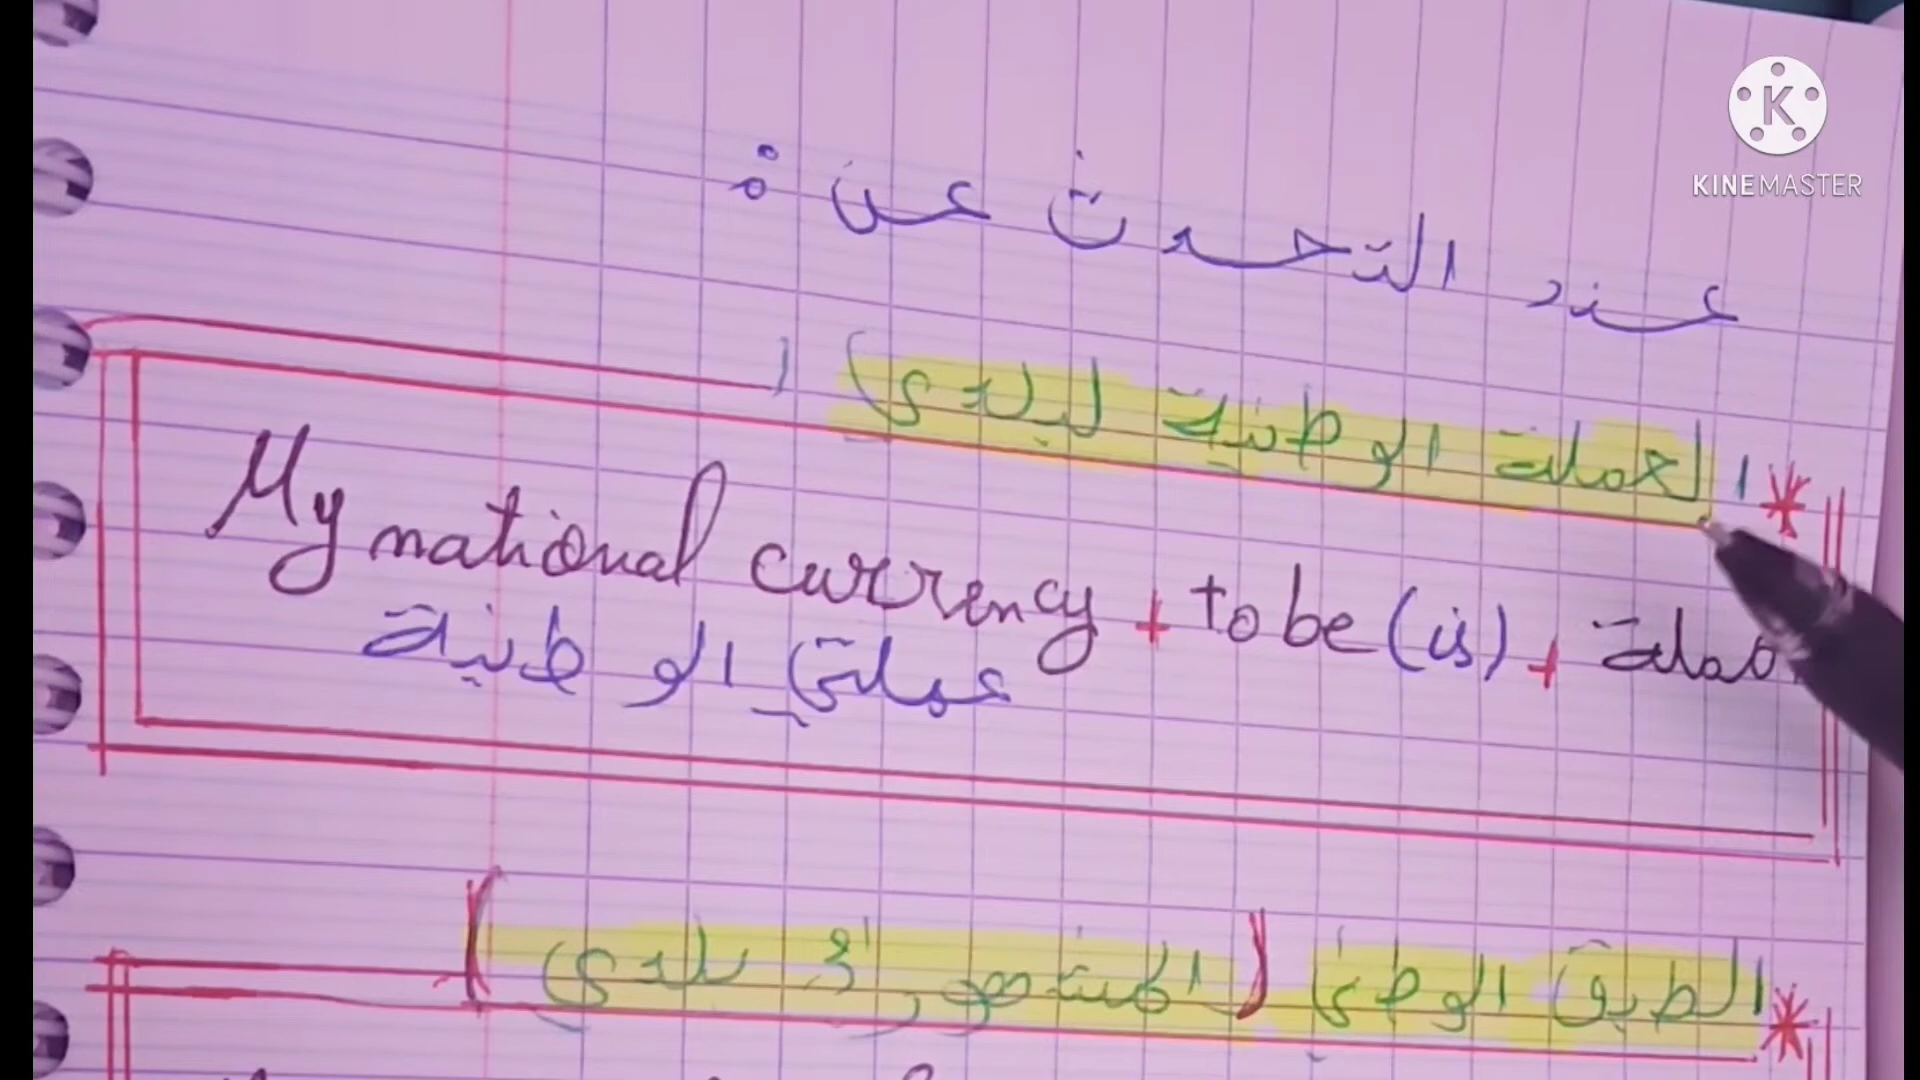 KINEMASTER
عند التحدث عن:
* العملة الوطنية لبلدي
My national currency + to be (is) + عملة
عملتي الوطنية
* الطبق الوطني (المشهور في بلدي)